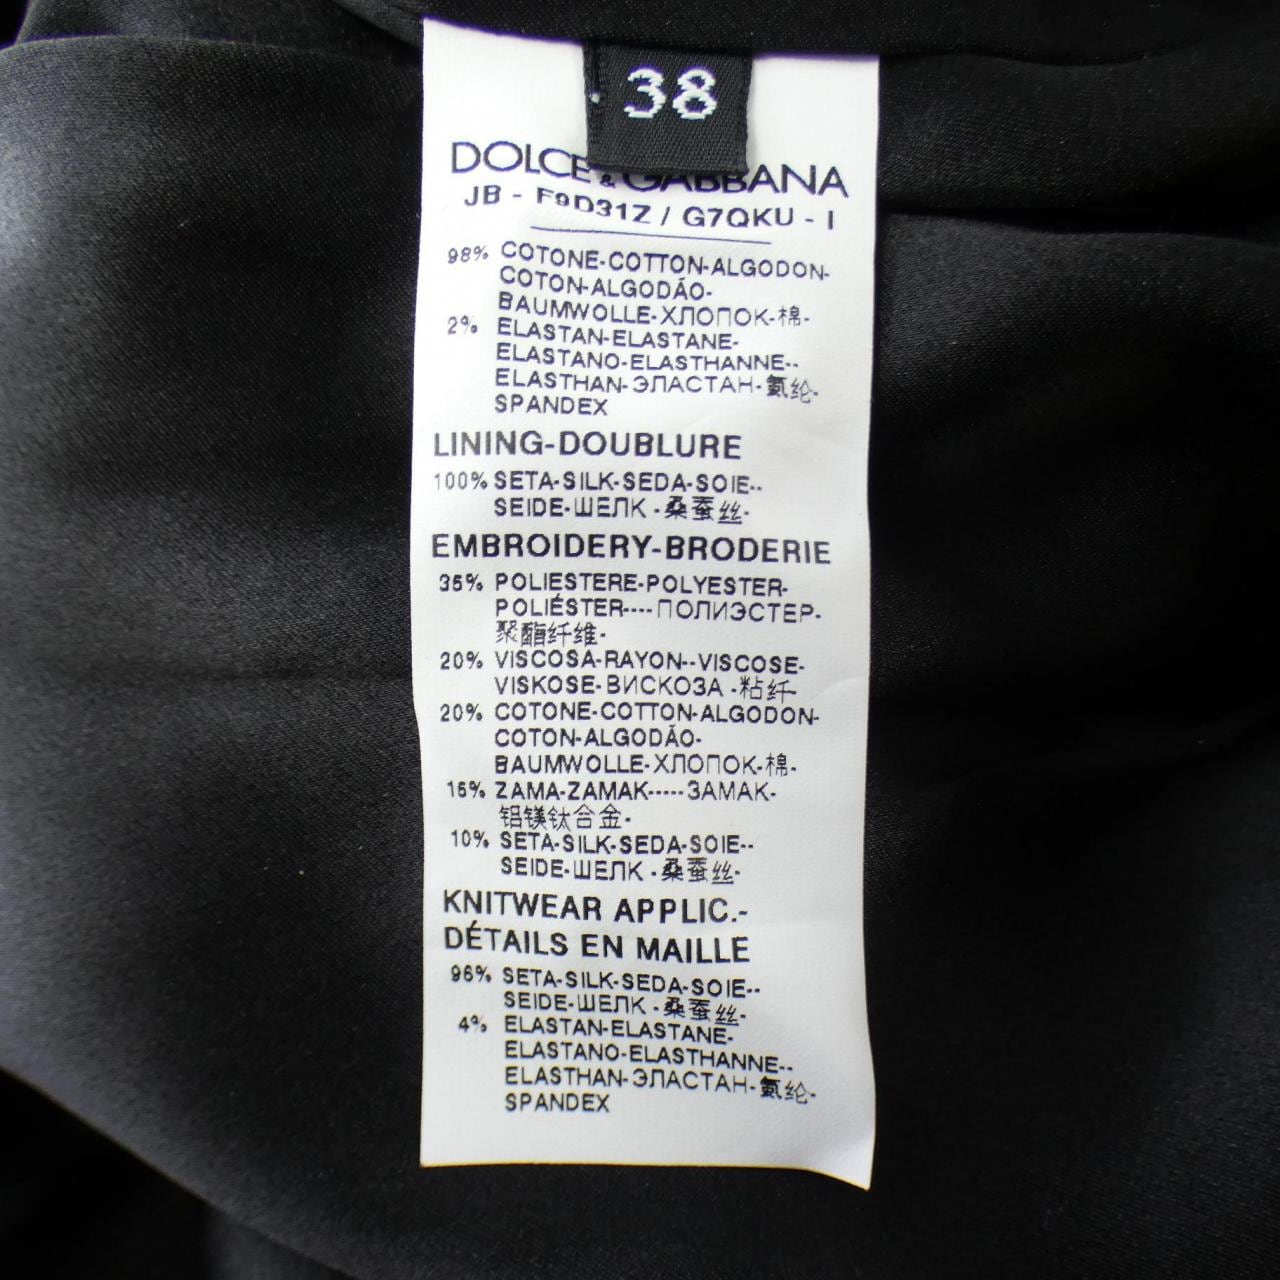 38
DOLCE & GABBANA
JB - F9D31Z / G7QKU - I
98% COTONE-COTTON-ALGODON-
COTON-ALGODÃO-
BAUMWOLLE-ХЛОПОК-棉-
2% ELASTAN-ELASTANE-
ELASTANO-ELASTHANNE--
ELASTHAN-ЭЛАСТАН-氨纶-
SPANDEX
LINING-DOUBLURE
100% SETA-SILK-SEDA-SOIE--
SEIDE-ШЕЛК -桑蚕丝-
EMBROIDERY-BRODERIE
35% POLIESTERE-POLYESTER-
POLIÉSTER----ПОЛИЭСТЕР-
聚酯纤维-
20% VISCOSA-RAYON--VISCOSE-
VISKOSE-ВИСКОЗА -粘纤-
20% COTONE-COTTON-ALGODON-
COTON-ALGODÃO-
BAUMWOLLE-ХЛОПОК-棉-
15% ZAMA-ZAMAK-----ЗАМАК-
铝镁钛合金-
10% SETA-SILK-SEDA-SOIE--
SEIDE-ШЕЛК -桑蚕丝-
KNITWEAR APPLIC.-
DÉTAILS EN MAILLE
96% SETA-SILK-SEDA-SOIE--
SEIDE-ШЕЛК -桑蚕丝-
4% ELASTAN-ELASTANE-
ELASTANO-ELASTHANNE--
ELASTHAN-ЭЛАСТАН-氨纶-
SPANDEX